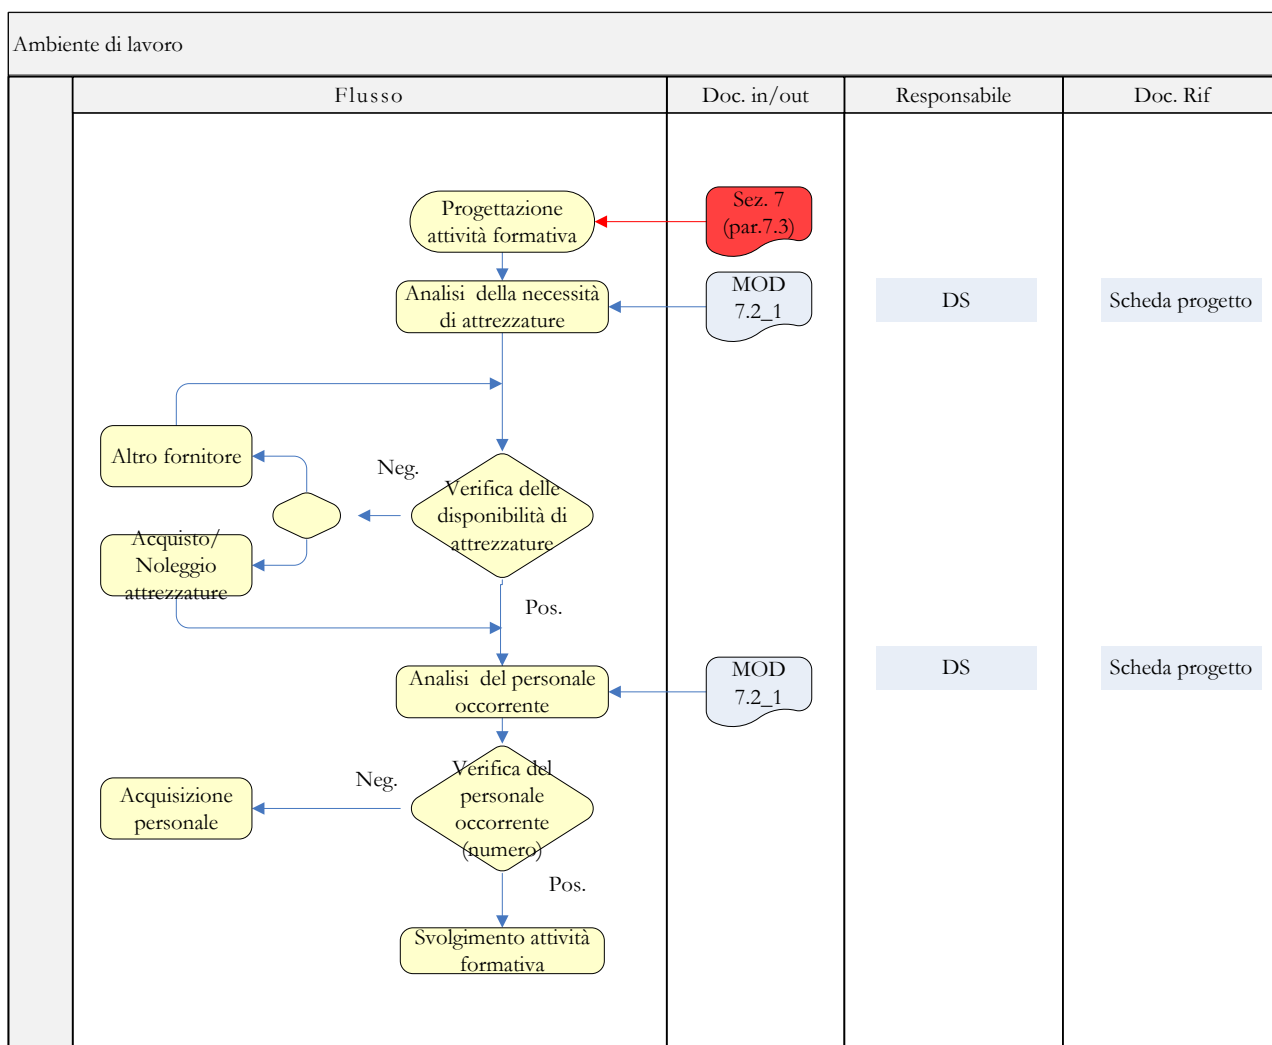 Ambiente di lavoro
Flusso
Doc. in/out
Responsabile
Doc. Rif
Progettazione
attività formativa
Sez. 7
(par.7.3)
Analisi della necessità
di attrezzature
MOD
7.2_1
DS
Scheda progetto
Altro fornitore
Neg.
Verifica delle
disponibilità di
attrezzature
Acquisto/
Noleggio
attrezzature
Pos.
Analisi del personale
occorrente
MOD
7.2_1
DS
Scheda progetto
Neg.
Verifica del
personale
occorrente
(numero)
Acquisizione
personale
Pos.
Svolgimento attività
formativa